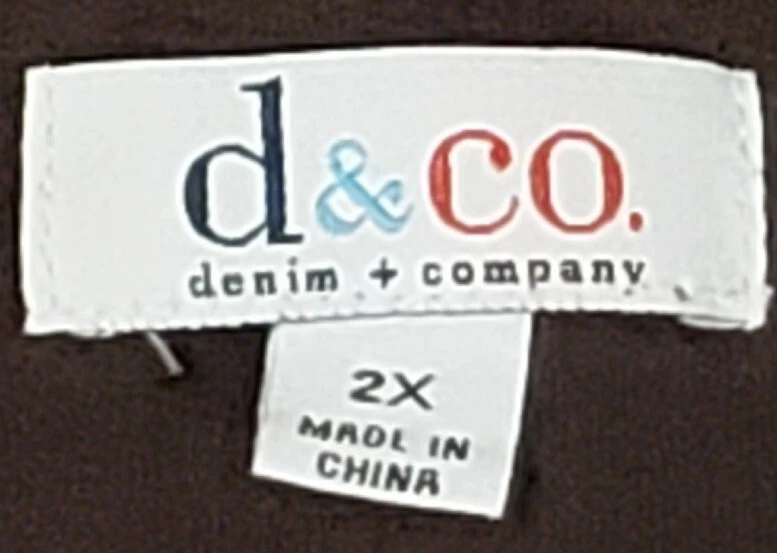 d&co.
denim + company
2X
MADE IN
CHINA